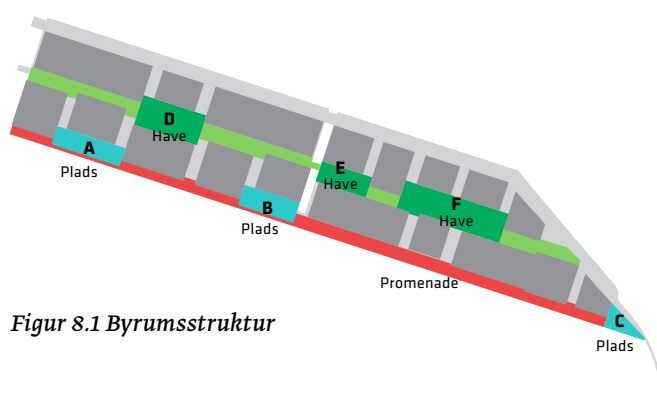 D
Have
A
Plads
E
Have
B
Plads
F
Have
Promenade
C
Plads
Figur 8.1 Byrumsstruktur